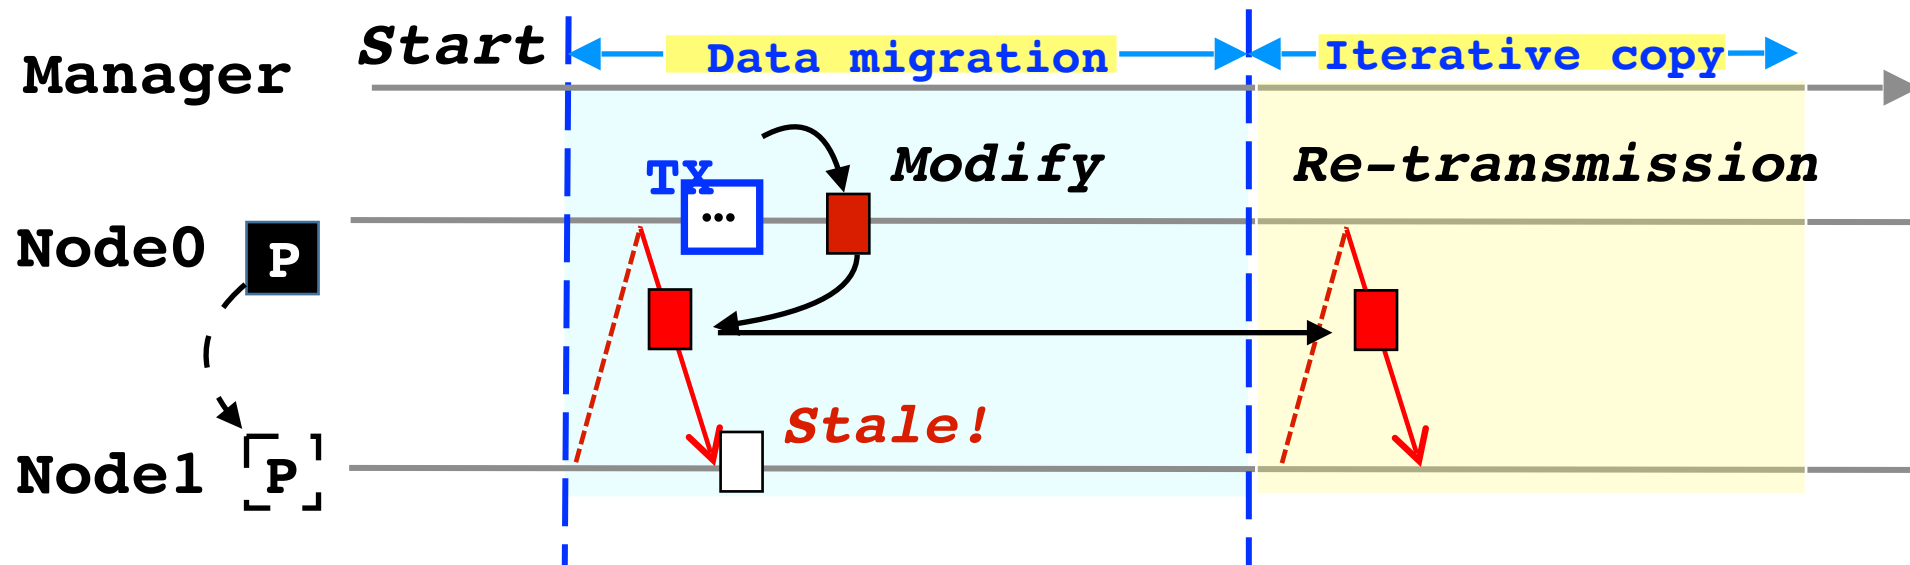 Start
Data migration
Iterative copy
Manager
TX
Modify
Re-transmission
...
Node0
P
Stale!
Node1
P